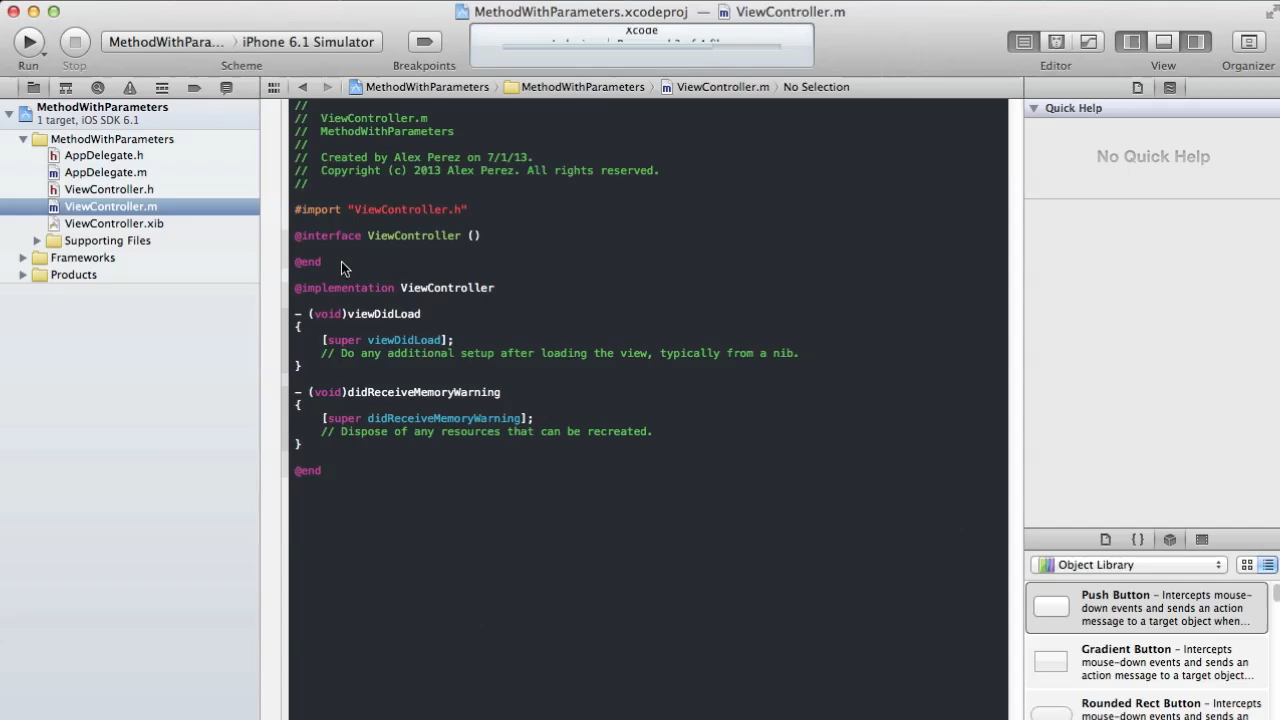 MethodWithParameters.xcodeproj — ViewController.m
Run
Stop
MethodWithPara... iPhone 6.1 Simulator
Scheme
Breakpoints
Xcode
Editor
View
Organizer
MethodWithParameters
1 target, iOS SDK 6.1
MethodWithParameters
AppDelegate.h
AppDelegate.m
ViewController.h
ViewController.m
ViewController.xib
Supporting Files
Frameworks
Products
MethodWithParameters MethodWithParameters ViewController.m No Selection
//
// ViewController.m
// MethodWithParameters
//
// Created by Alex Perez on 7/1/13.
// Copyright (c) 2013 Alex Perez. All rights reserved.
//
#import "ViewController.h"
@interface ViewController ()
@end
@implementation ViewController
- (void)viewDidLoad
{
[super viewDidLoad];
// Do any additional setup after loading the view, typically from a nib.
}
- (void)didReceiveMemoryWarning
{
[super didReceiveMemoryWarning];
// Dispose of any resources that can be recreated.
}
@end
Quick Help
No Quick Help
{ }
Object Library
Push Button – Intercepts mouse-
down events and sends an action
message to a target object when...
Gradient Button – Intercepts
mouse-down events and sends an
action message to a target object...
Rounded Rect Button – Intercepts
mouse-down events and sends an